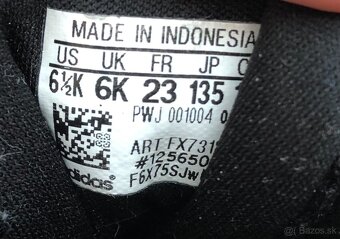 MADE IN INDONESIA
US UK FR JP
6½K 6K 23 135
PWJ 001004
ART FX731
#125650
F6X75SJW
adidas
© Bazos.sk